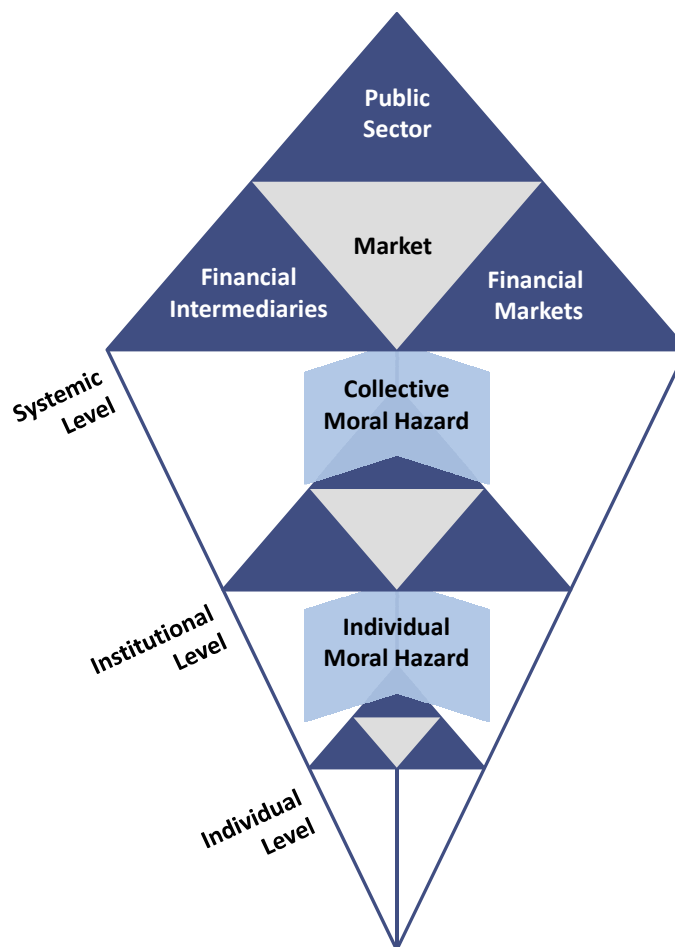 Public
Sector
Market
Financial
Intermediaries
Financial
Markets
Systemic
Level
Collective
Moral Hazard
Institutional
Level
Individual
Moral Hazard
Individual
Level